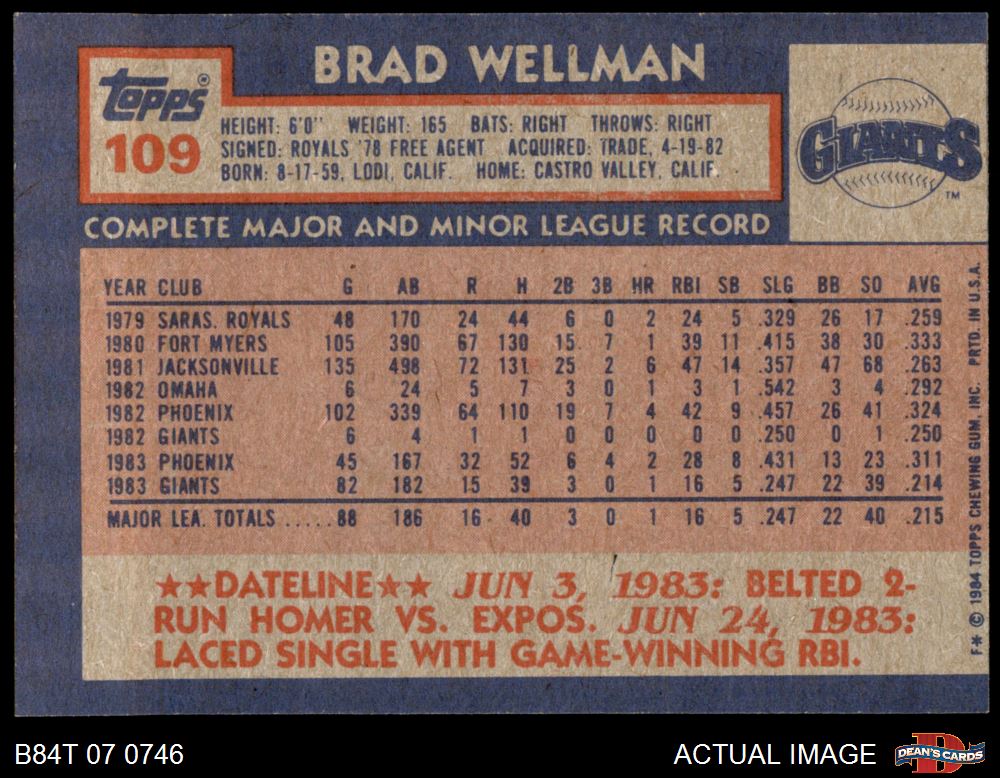 BRAD WELLMAN
Topps®
109
HEIGHT: 6'0" WEIGHT: 165 BATS: RIGHT THROWS: RIGHT
SIGNED: ROYALS '78 FREE AGENT ACQUIRED: TRADE, 4-19-82
BORN: 8-17-59, LODI, CALIF. HOME: CASTRO VALLEY, CALIF.
GIANTS
TM
COMPLETE MAJOR AND MINOR LEAGUE RECORD
YEAR CLUB G AB R H 2B 3B HR RBI SB SLG BB SO AVG
1979 SARAS. ROYALS 48 170 24 44 6 0 2 24 5 .329 26 17 .259
1980 FORT MYERS 105 390 67 130 15 7 1 39 11 .415 38 30 .333
1981 JACKSONVILLE 135 498 72 131 25 2 6 47 14 .357 47 68 .263
1982 OMAHA 6 24 5 7 3 0 1 3 1 .542 3 4 .292
1982 PHOENIX 102 339 64 110 19 7 4 42 9 .457 26 41 .324
1982 GIANTS 6 4 1 1 0 0 0 0 0 .250 0 1 .250
1983 PHOENIX 45 167 32 52 6 4 2 28 8 .431 13 23 .311
1983 GIANTS 82 182 15 39 3 0 1 16 5 .247 22 39 .214
MAJOR LEA. TOTALS .....88 186 16 40 3 0 1 16 5 .247 22 40 .215
★★DATELINE★★ JUN 3, 1983: BELTED 2-
RUN HOMER VS. EXPOS. JUN 24, 1983:
LACED SINGLE WITH GAME-WINNING RBI.
F* © 1984 TOPPS CHEWING GUM, INC. PRTD. IN U.S.A.
B84T 07 0746
ACTUAL IMAGE
DEAN'S CARDS